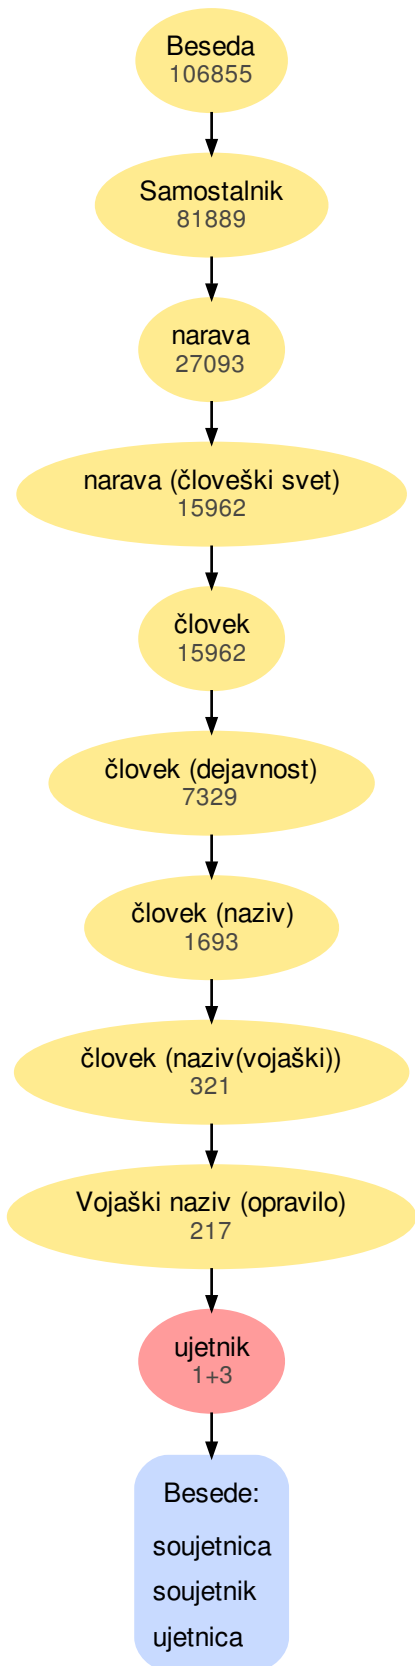 Beseda
106855
Samostalnik
81889
narava
27093
narava (človeški svet)
15962
človek
15962
človek (dejavnost)
7329
človek (naziv)
1693
človek (naziv(vojaški))
321
Vojaški naziv (opravilo)
217
ujetnik
1+3
Besede:
soujetnica
soujetnik
ujetnica